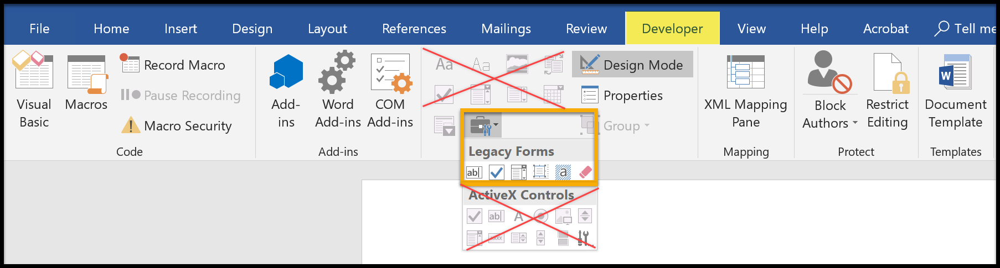 File Home Insert Design Layout References Mailings Review Developer View Help Acrobat Tell me
Visual
Basic
Macros
Record Macro
Pause Recording
Macro Security
Code
Add-
ins
Word
Add-ins
COM
Add-ins
Add-ins
Aa Aa
Design Mode
Properties
Group
Legacy Forms
ab
a
ActiveX Controls
ab
A
XML Mapping
Pane
Mapping
Block
Authors
Restrict
Editing
Protect
W
Document
Template
Templates